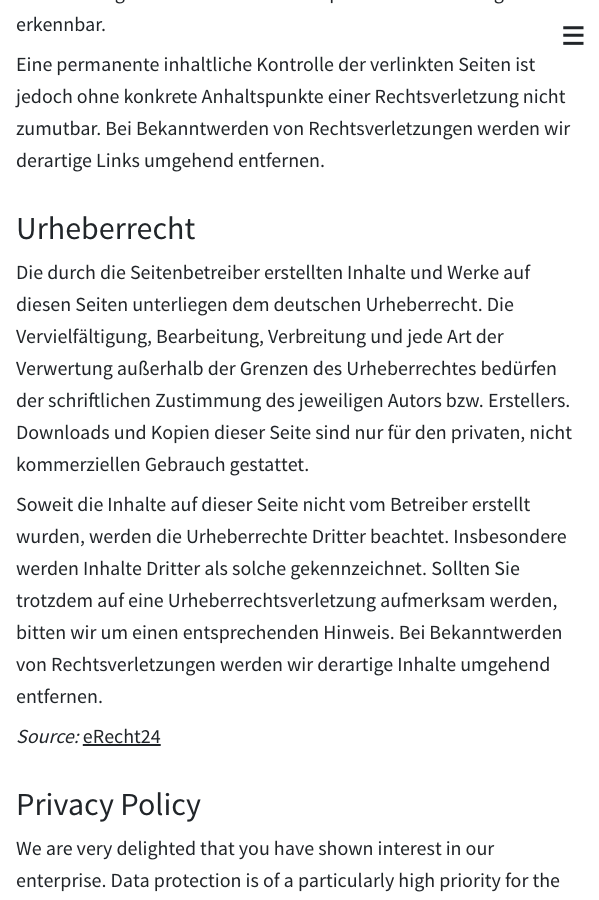 erkennbar.
Eine permanente inhaltliche Kontrolle der verlinkten Seiten ist
jedoch ohne konkrete Anhaltspunkte einer Rechtsverletzung nicht
zumutbar. Bei Bekanntwerden von Rechtsverletzungen werden wir
derartige Links umgehend entfernen.
Urheberrecht
Die durch die Seitenbetreiber erstellten Inhalte und Werke auf
diesen Seiten unterliegen dem deutschen Urheberrecht. Die
Vervielfältigung, Bearbeitung, Verbreitung und jede Art der
Verwertung außerhalb der Grenzen des Urheberrechtes bedürfen
der schriftlichen Zustimmung des jeweiligen Autors bzw. Erstellers.
Downloads und Kopien dieser Seite sind nur für den privaten, nicht
kommerziellen Gebrauch gestattet.
Soweit die Inhalte auf dieser Seite nicht vom Betreiber erstellt
wurden, werden die Urheberrechte Dritter beachtet. Insbesondere
werden Inhalte Dritter als solche gekennzeichnet. Sollten Sie
trotzdem auf eine Urheberrechtsverletzung aufmerksam werden,
bitten wir um einen entsprechenden Hinweis. Bei Bekanntwerden
von Rechtsverletzungen werden wir derartige Inhalte umgehend
entfernen.
Source: eRecht24
Privacy Policy
We are very delighted that you have shown interest in our
enterprise. Data protection is of a particularly high priority for the